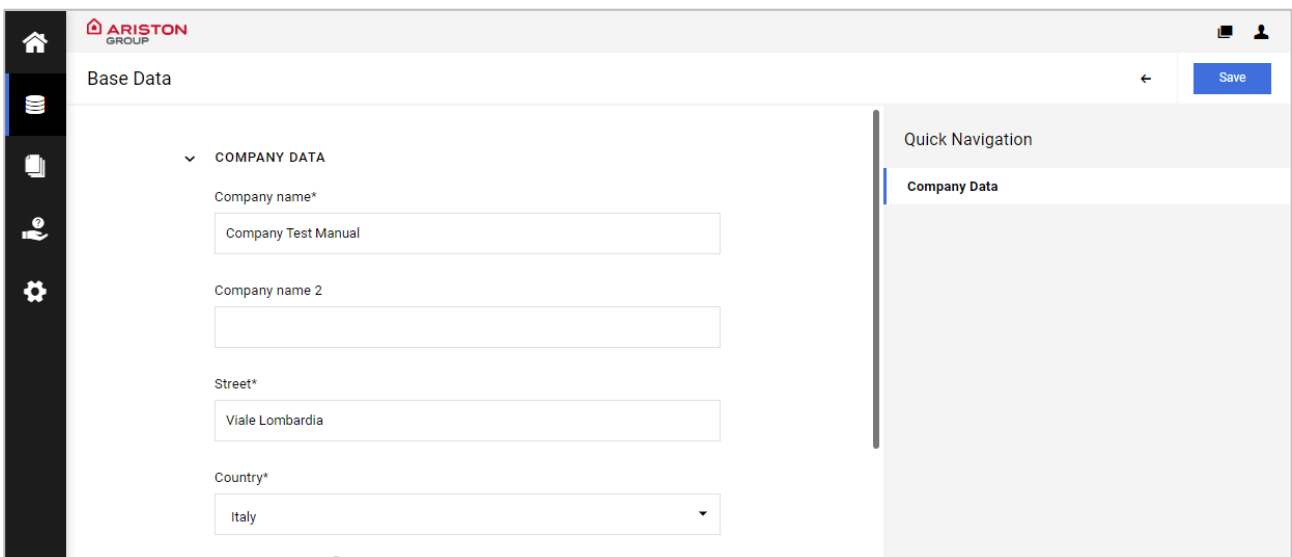 ARISTON
GROUP
Base Data
Save
COMPANY DATA
Company name*
Company Test Manual
Company name 2
Street*
Viale Lombardia
Country*
Italy
Quick Navigation
Company Data